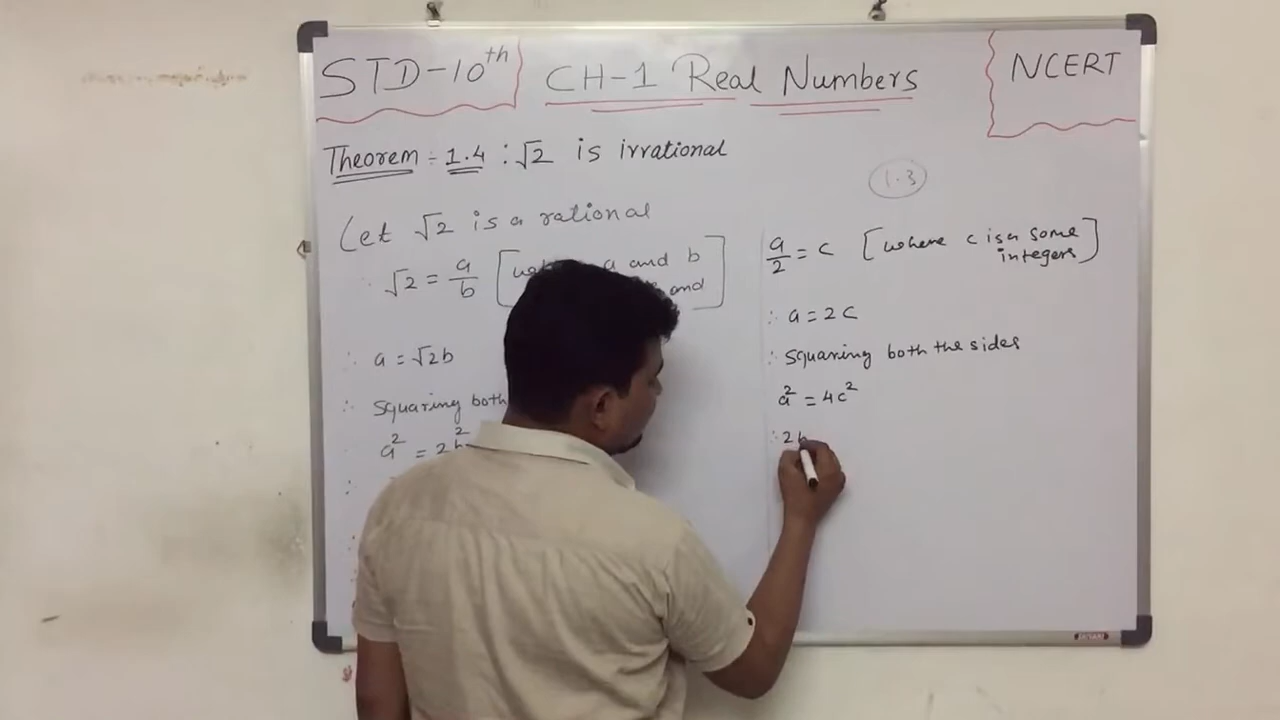 STD-10th
CH-1 Real Numbers
NCERT
Theorem ÷ 1.4 : √2 is irrational
1.3
Let √2 is a rational
∴ √2 = a/b [ a and b
and ]
∴ a = √2b
∴ squaring both
a² = 2b²
a/2 = c [where c is a some
integers]
∴ a = 2c
∴ squaring both the sides
a² = 4c²
∴ 2b